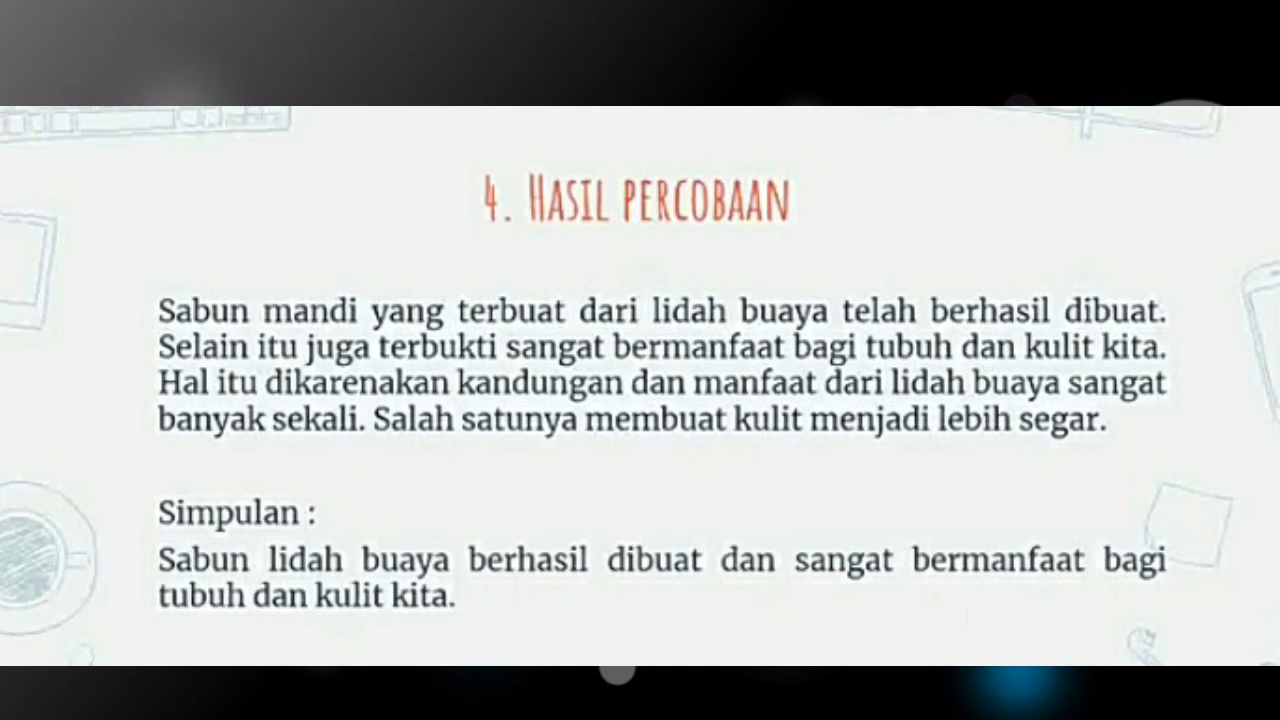 4. HASIL PERCOBAAN
Sabun mandi yang terbuat dari lidah buaya telah berhasil dibuat.
Selain itu juga terbukti sangat bermanfaat bagi tubuh dan kulit kita.
Hal itu dikarenakan kandungan dan manfaat dari lidah buaya sangat
banyak sekali. Salah satunya membuat kulit menjadi lebih segar.
Simpulan :
Sabun lidah buaya berhasil dibuat dan sangat bermanfaat bagi
tubuh dan kulit kita.